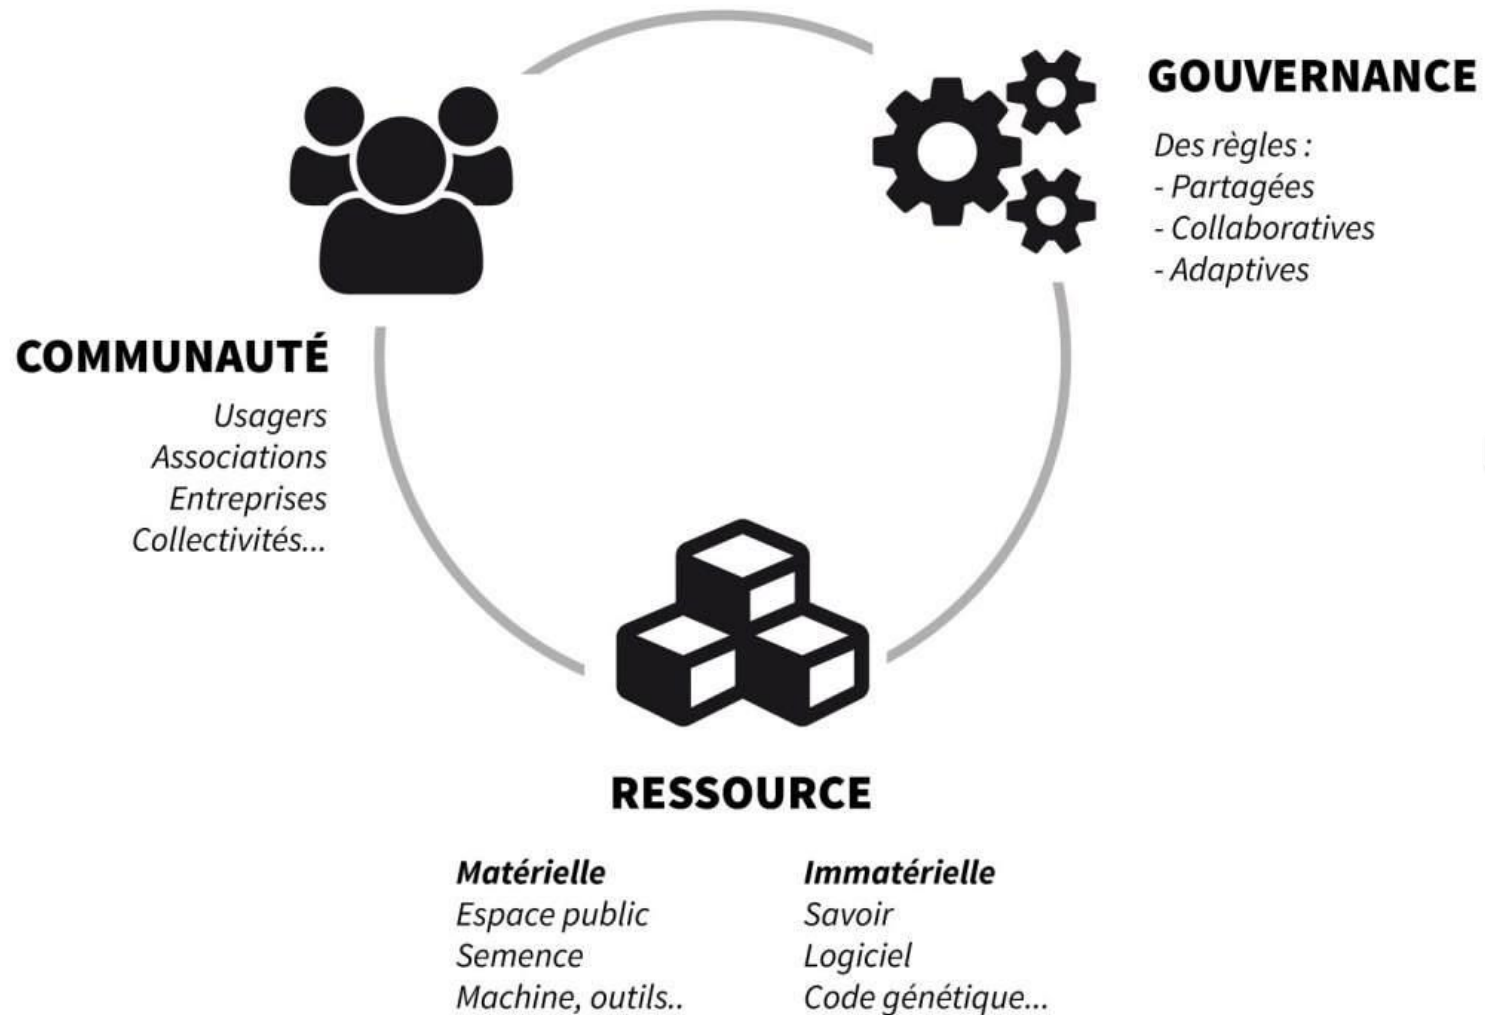 GOUVERNANCE
Des règles :
- Partagées
- Collaboratives
- Adaptives
COMMUNAUTÉ
Usagers
Associations
Entreprises
Collectivités...
RESSOURCE
Matérielle
Espace public
Semence
Machine, outils..
Immatérielle
Savoir
Logiciel
Code génétique...